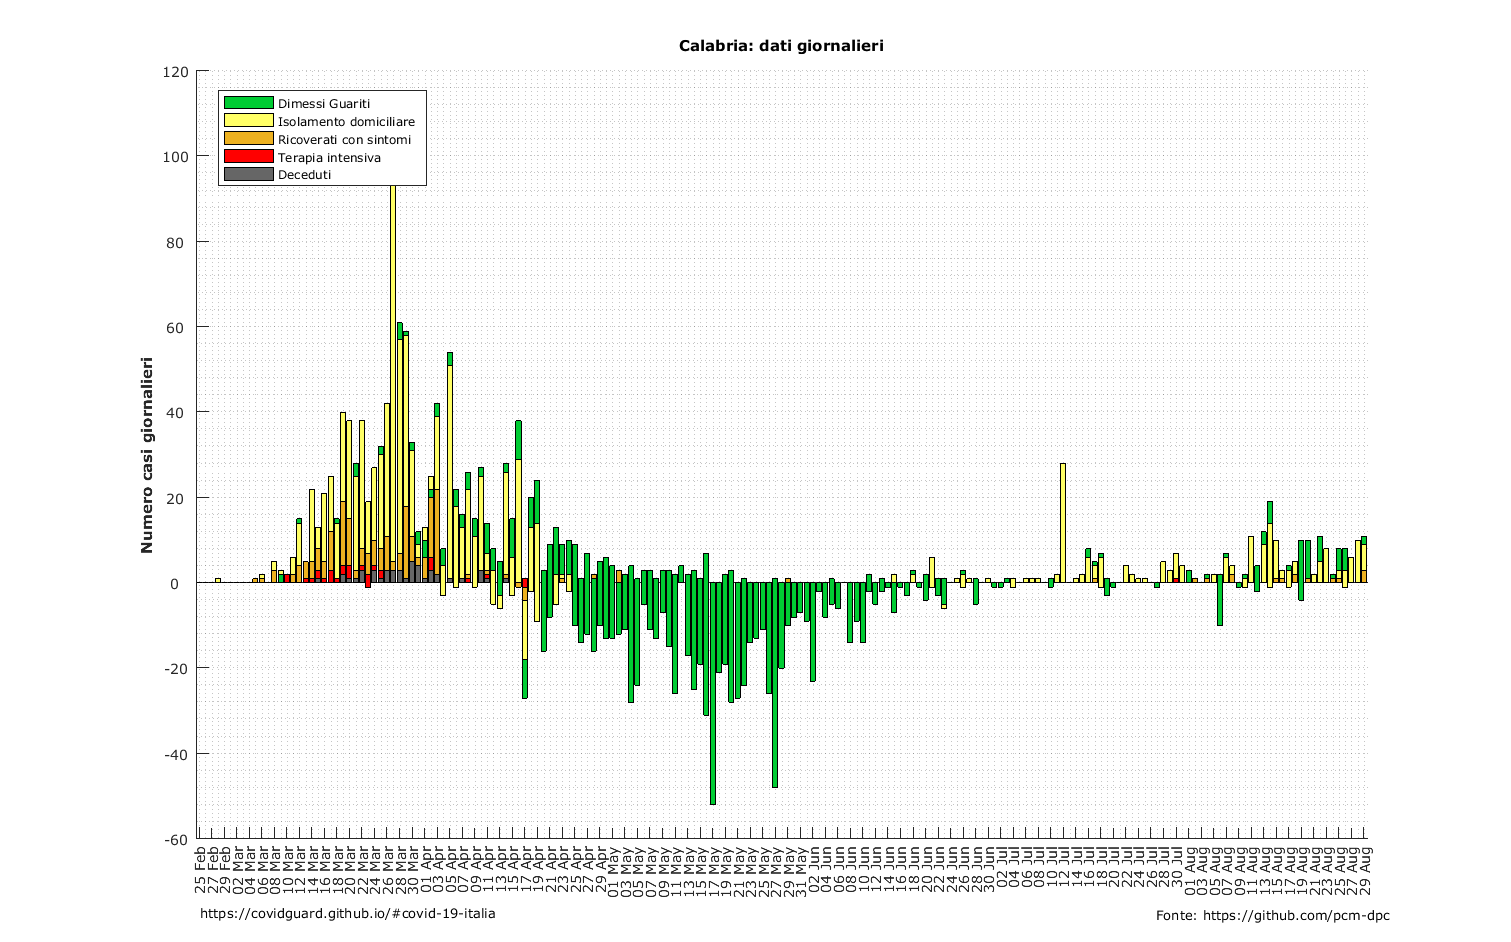 Calabria: dati giornalieri
Numero casi giornalieri
120
100
80
60
40
20
0
-20
-40
-60
Dimessi Guariti
Isolamento domiciliare
Ricoverati con sintomi
Terapia intensiva
Deceduti
25 Feb
27 Feb
29 Feb
02 Mar
04 Mar
06 Mar
08 Mar
10 Mar
12 Mar
14 Mar
16 Mar
18 Mar
20 Mar
22 Mar
24 Mar
26 Mar
28 Mar
30 Mar
01 Apr
03 Apr
05 Apr
07 Apr
09 Apr
11 Apr
13 Apr
15 Apr
17 Apr
19 Apr
21 Apr
23 Apr
25 Apr
27 Apr
29 Apr
01 May
03 May
05 May
07 May
09 May
11 May
13 May
15 May
17 May
19 May
21 May
23 May
25 May
27 May
29 May
31 May
02 Jun
04 Jun
06 Jun
08 Jun
10 Jun
12 Jun
14 Jun
16 Jun
18 Jun
20 Jun
22 Jun
24 Jun
26 Jun
28 Jun
30 Jun
02 Jul
04 Jul
06 Jul
08 Jul
10 Jul
12 Jul
14 Jul
16 Jul
18 Jul
20 Jul
22 Jul
24 Jul
26 Jul
28 Jul
30 Jul
01 Aug
03 Aug
05 Aug
07 Aug
09 Aug
11 Aug
13 Aug
15 Aug
17 Aug
19 Aug
21 Aug
23 Aug
25 Aug
27 Aug
29 Aug
https://covidguard.github.io/#covid-19-italia
Fonte: https://github.com/pcm-dpc